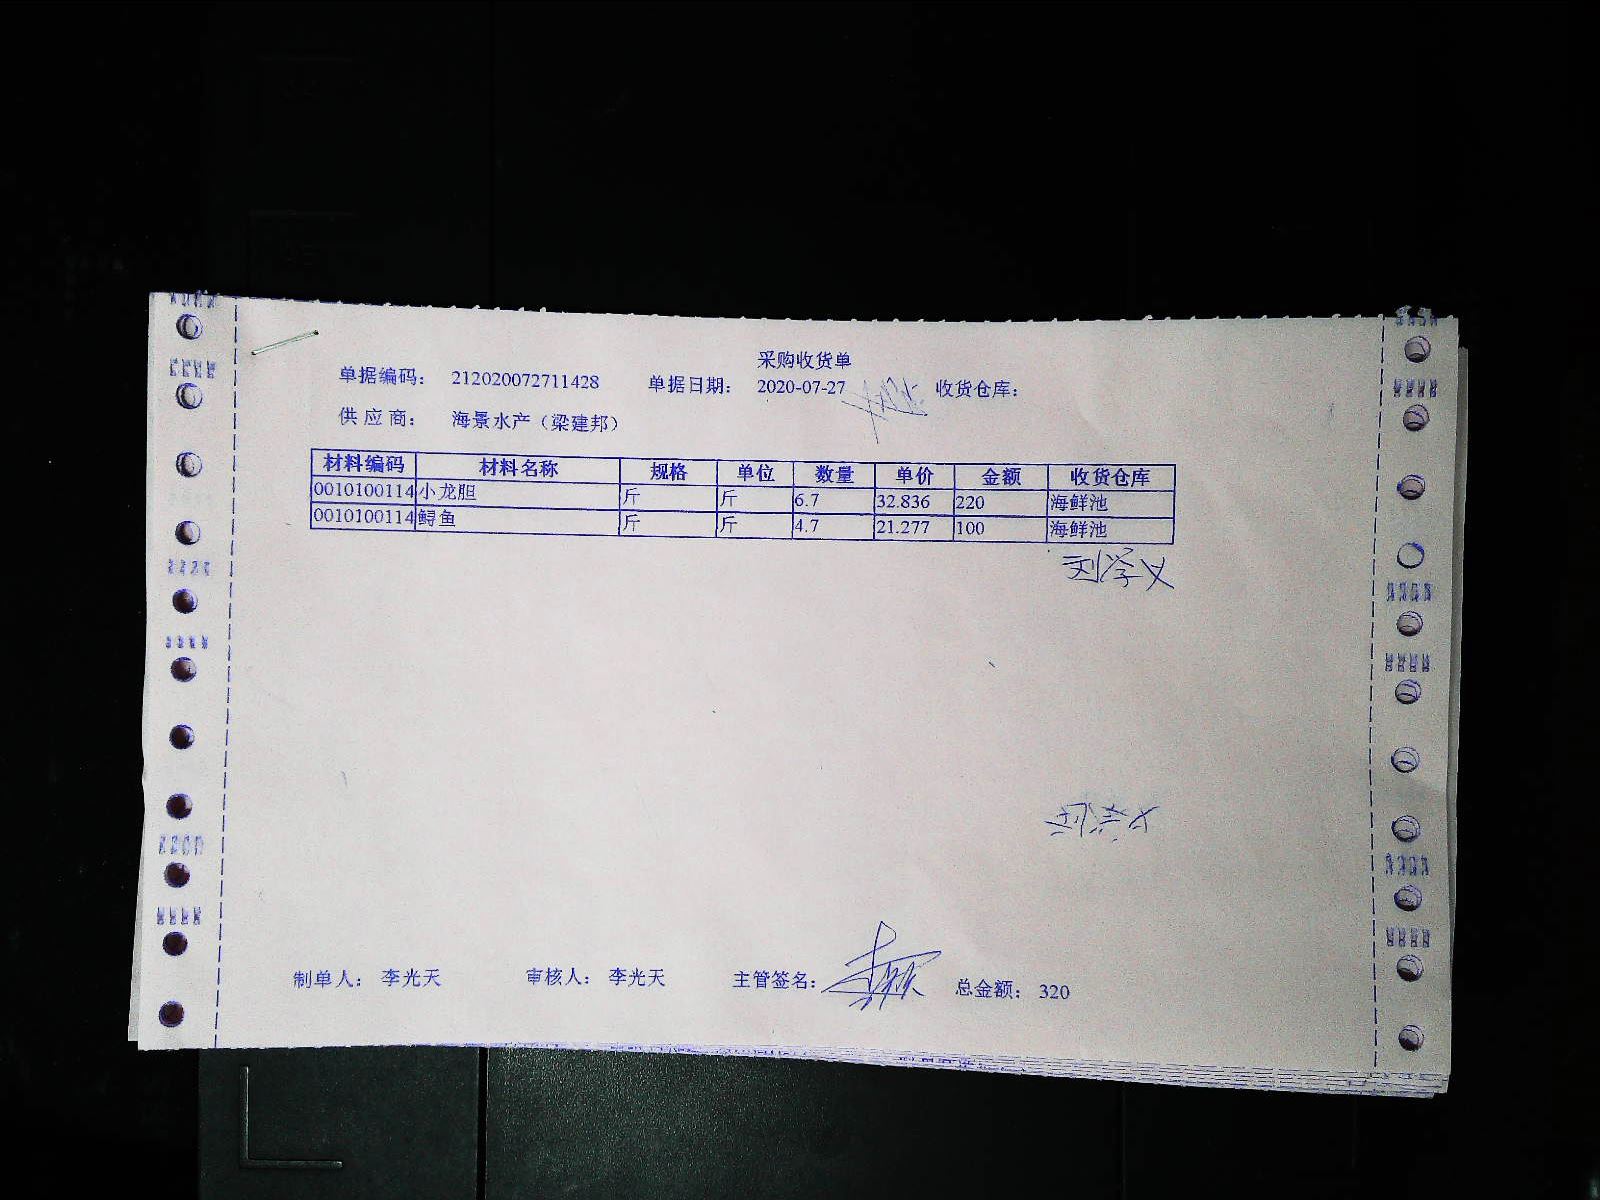 采购收货单
单据编码： 212020072711428 单据日期： 2020-07-27 收货仓库：
供应商： 海景水产（梁建邦）
材料编码 材料名称 规格 单位 数量 单价 金额 收货仓库
0010100114 小龙胆 斤 斤 6.7 32.836 220 海鲜池
0010100114 鲟鱼 斤 斤 4.7 21.277 100 海鲜池
刘学义
制单人： 李光天 审核人： 李光天 主管签名： 总金额： 320